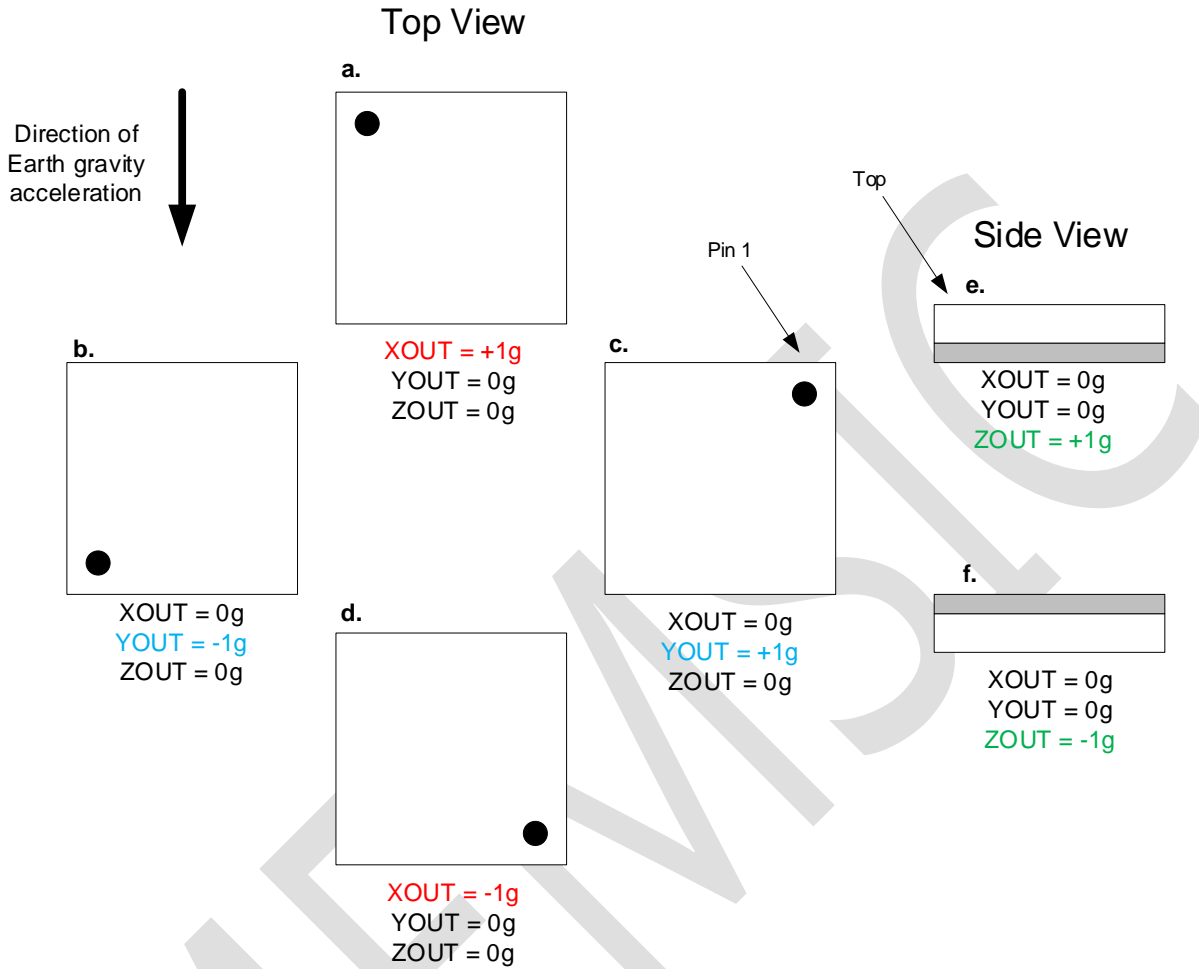 Top View
a.
Direction of
Earth gravity
acceleration
Top
Side View
Pin 1
e.
b.
XOUT = +1g
YOUT = 0g
ZOUT = 0g
c.
XOUT = 0g
YOUT = 0g
ZOUT = +1g
f.
XOUT = 0g
YOUT = -1g
ZOUT = 0g
d.
XOUT = 0g
YOUT = +1g
ZOUT = 0g
XOUT = 0g
YOUT = 0g
ZOUT = -1g
XOUT = -1g
YOUT = 0g
ZOUT = 0g
MEMSIC